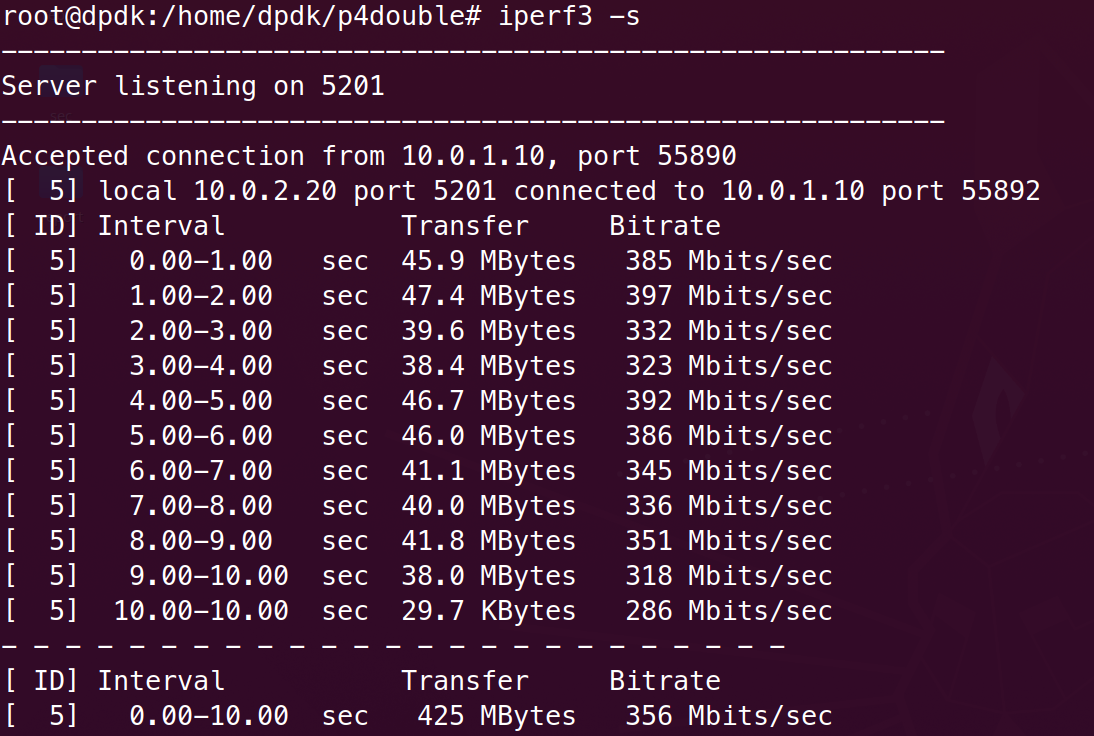 root@dpdk:/home/dpdk/p4double# iperf3 -s
-----------------------------------------------------------
Server listening on 5201
-----------------------------------------------------------
Accepted connection from 10.0.1.10, port 55890
[  5] local 10.0.2.20 port 5201 connected to 10.0.1.10 port 55892
[ ID] Interval           Transfer     Bitrate
[  5]   0.00-1.00   sec  45.9 MBytes   385 Mbits/sec
[  5]   1.00-2.00   sec  47.4 MBytes   397 Mbits/sec
[  5]   2.00-3.00   sec  39.6 MBytes   332 Mbits/sec
[  5]   3.00-4.00   sec  38.4 MBytes   323 Mbits/sec
[  5]   4.00-5.00   sec  46.7 MBytes   392 Mbits/sec
[  5]   5.00-6.00   sec  46.0 MBytes   386 Mbits/sec
[  5]   6.00-7.00   sec  41.1 MBytes   345 Mbits/sec
[  5]   7.00-8.00   sec  40.0 MBytes   336 Mbits/sec
[  5]   8.00-9.00   sec  41.8 MBytes   351 Mbits/sec
[  5]   9.00-10.00  sec  38.0 MBytes   318 Mbits/sec
[  5]  10.00-10.00  sec  29.7 KBytes   286 Mbits/sec
- - - - - - - - - - - - - - - - - - - - - - - - -
[ ID] Interval           Transfer     Bitrate
[  5]   0.00-10.00  sec   425 MBytes   356 Mbits/sec